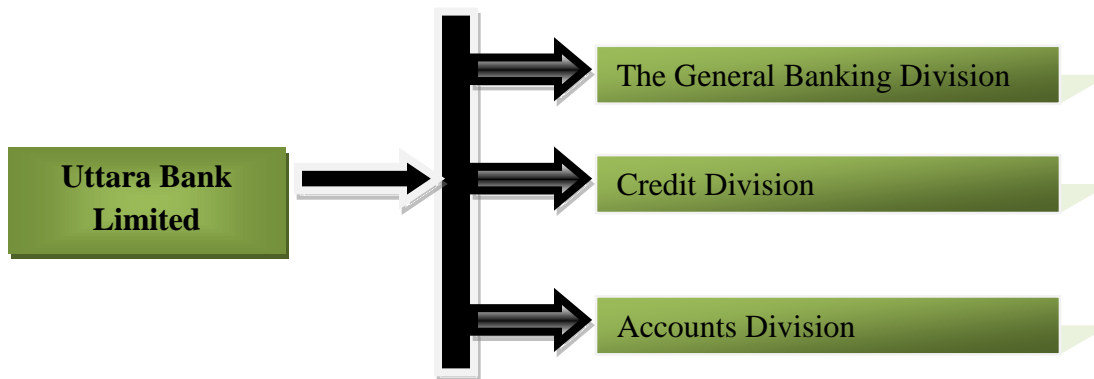 Uttara Bank
Limited
The General Banking Division
Credit Division
Accounts Division